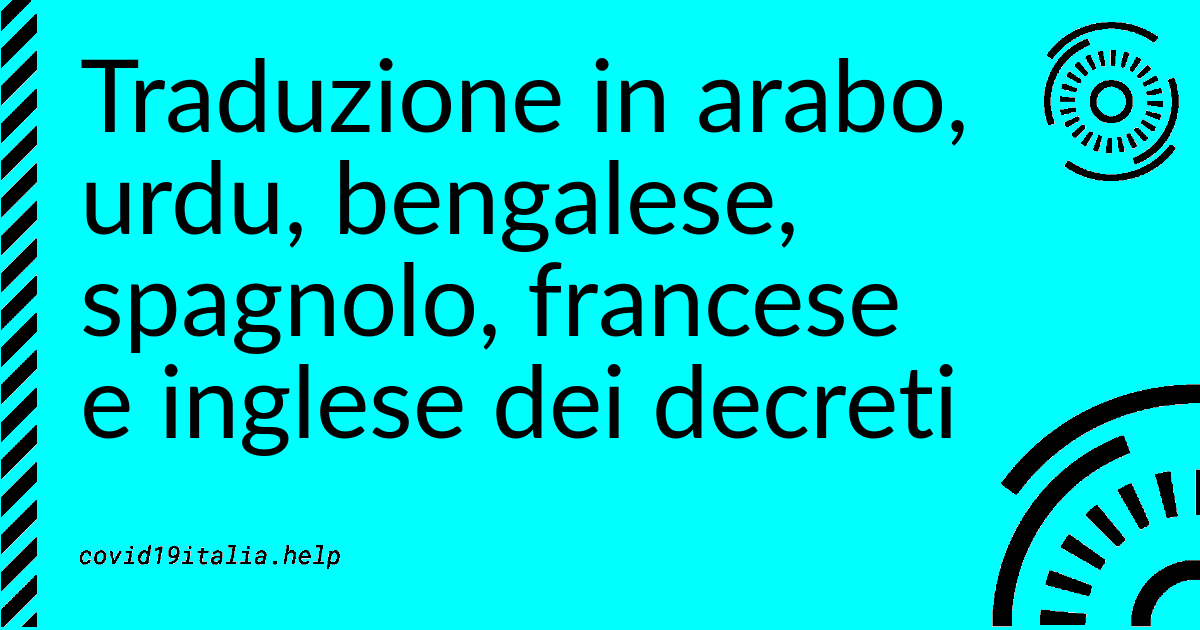 Traduzione in arabo,
urdu, bengalese,
spagnolo, francese
e inglese dei decreti
covid19italia.help